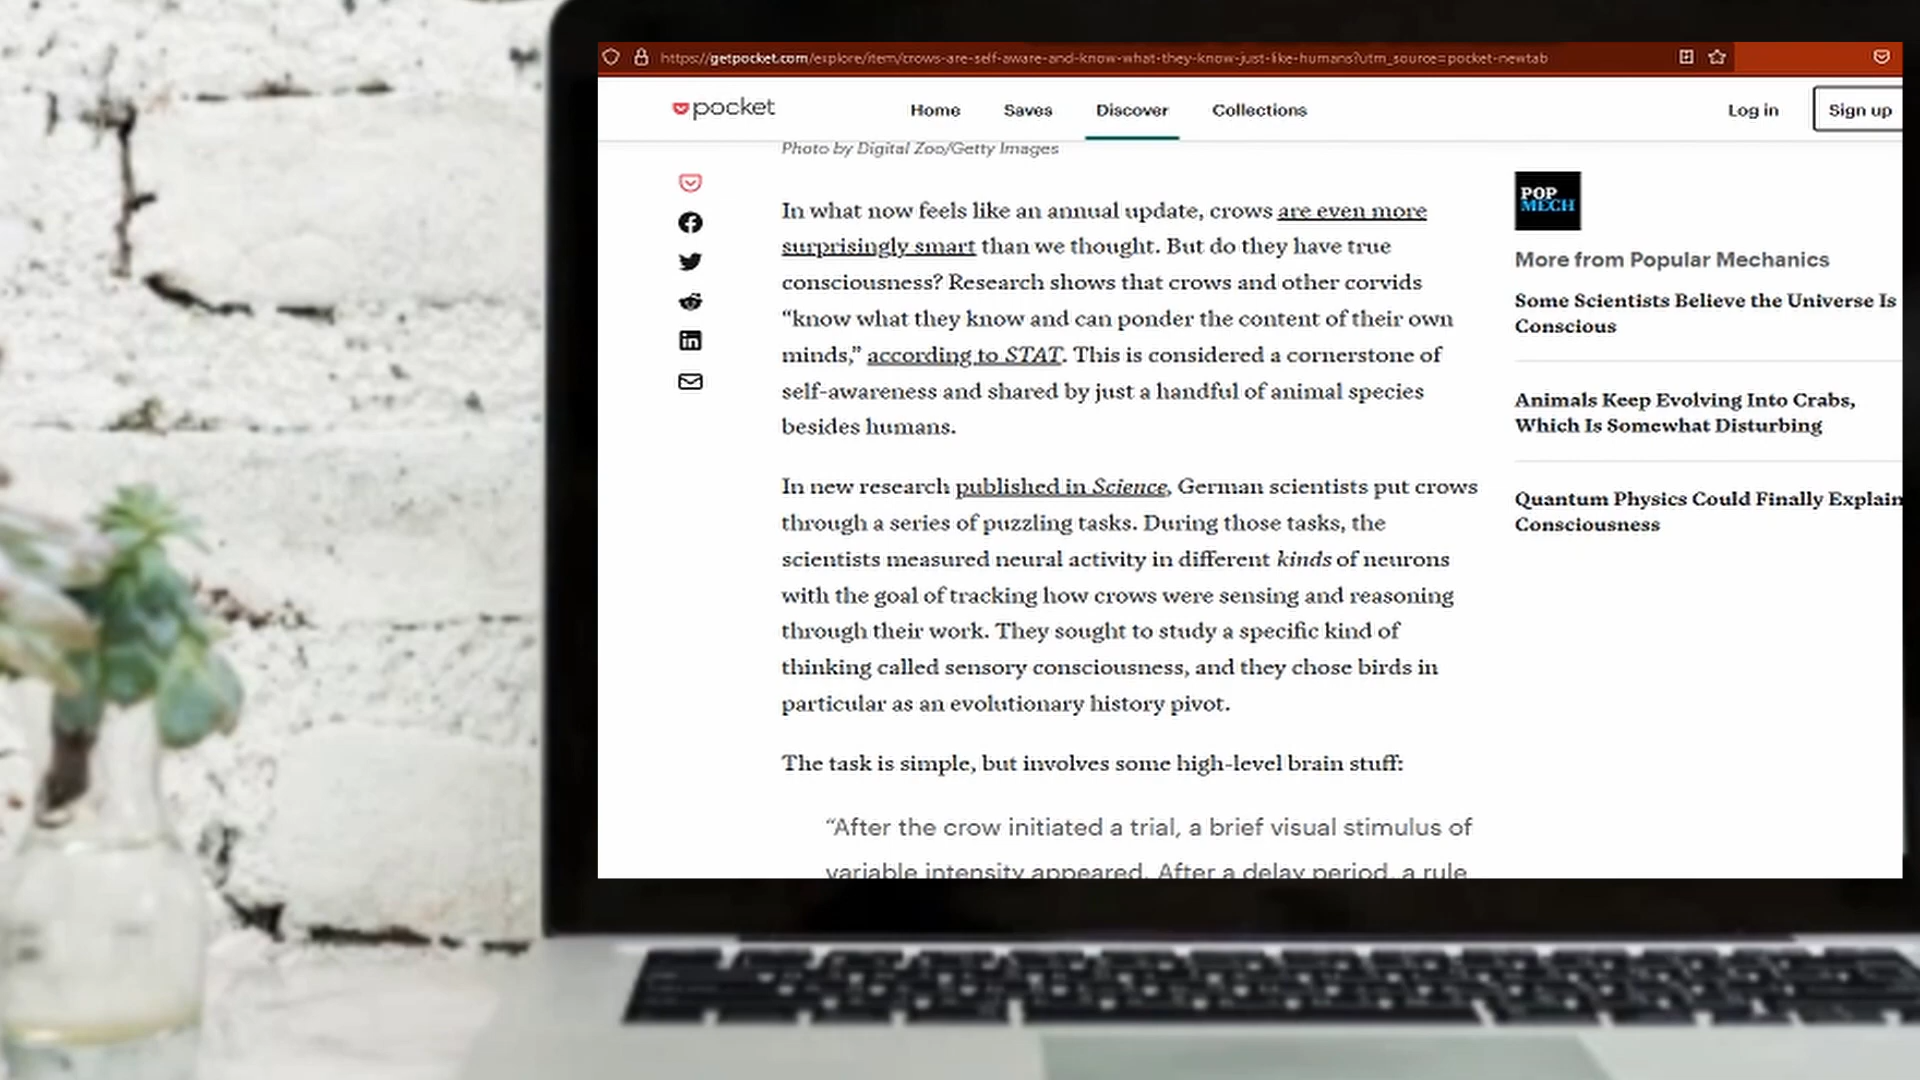 https://getpocket.com/explore/item/crows-are-self-aware-and-know-what-they-know-just-like-humans?utm_source=pocket-newtab
pocket
Home Saves Discover Collections Log in Sign up
Photo by Digital Zoo/Getty Images
In what now feels like an annual update, crows are even more
surprisingly smart than we thought. But do they have true
consciousness? Research shows that crows and other corvids
“know what they know and can ponder the content of their own
minds,” according to STAT. This is considered a cornerstone of
self-awareness and shared by just a handful of animal species
besides humans.
In new research published in Science, German scientists put crows
through a series of puzzling tasks. During those tasks, the
scientists measured neural activity in different kinds of neurons
with the goal of tracking how crows were sensing and reasoning
through their work. They sought to study a specific kind of
thinking called sensory consciousness, and they chose birds in
particular as an evolutionary history pivot.
The task is simple, but involves some high-level brain stuff:
“After the crow initiated a trial, a brief visual stimulus of
variable intensity appeared. After a delay period, a rule
POP
MECH
More from Popular Mechanics
Some Scientists Believe the Universe Is
Conscious
Animals Keep Evolving Into Crabs,
Which Is Somewhat Disturbing
Quantum Physics Could Finally Explain
Consciousness